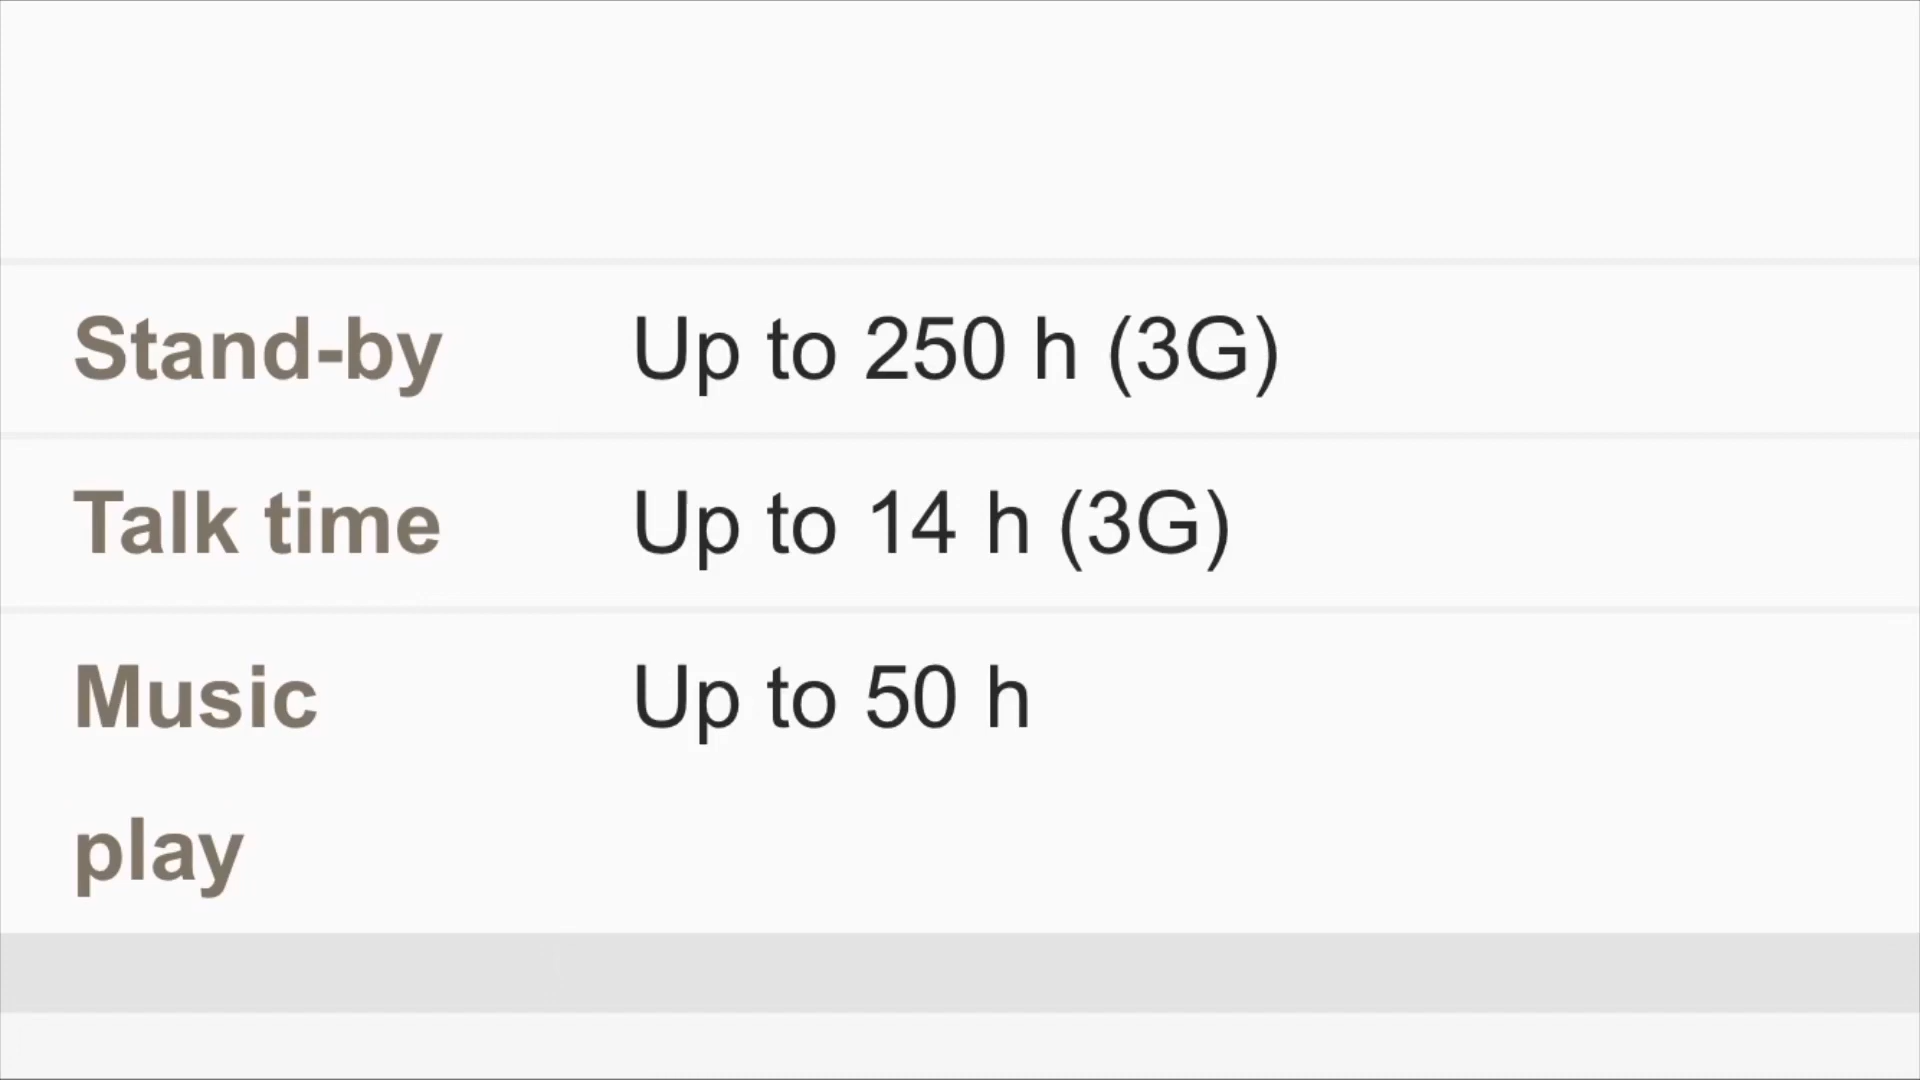 Stand-by Up to 250 h (3G)
Talk time Up to 14 h (3G)
Music Up to 50 h
play